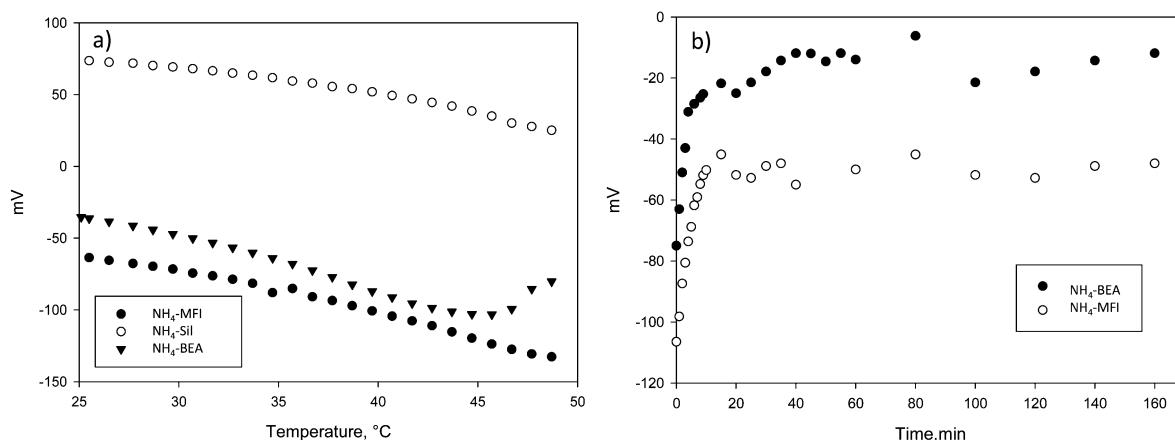 a)
100
50
0
-50
-100
-150
mV
25
30
35
40
45
50
Temperature, °C
NH₄-MFI
NH₄-Sil
NH₄-BEA
b)
0
-20
-40
-60
-80
-100
-120
mV
0
20
40
60
80
100
120
140
160
Time,min
NH₄-BEA
NH₄-MFI